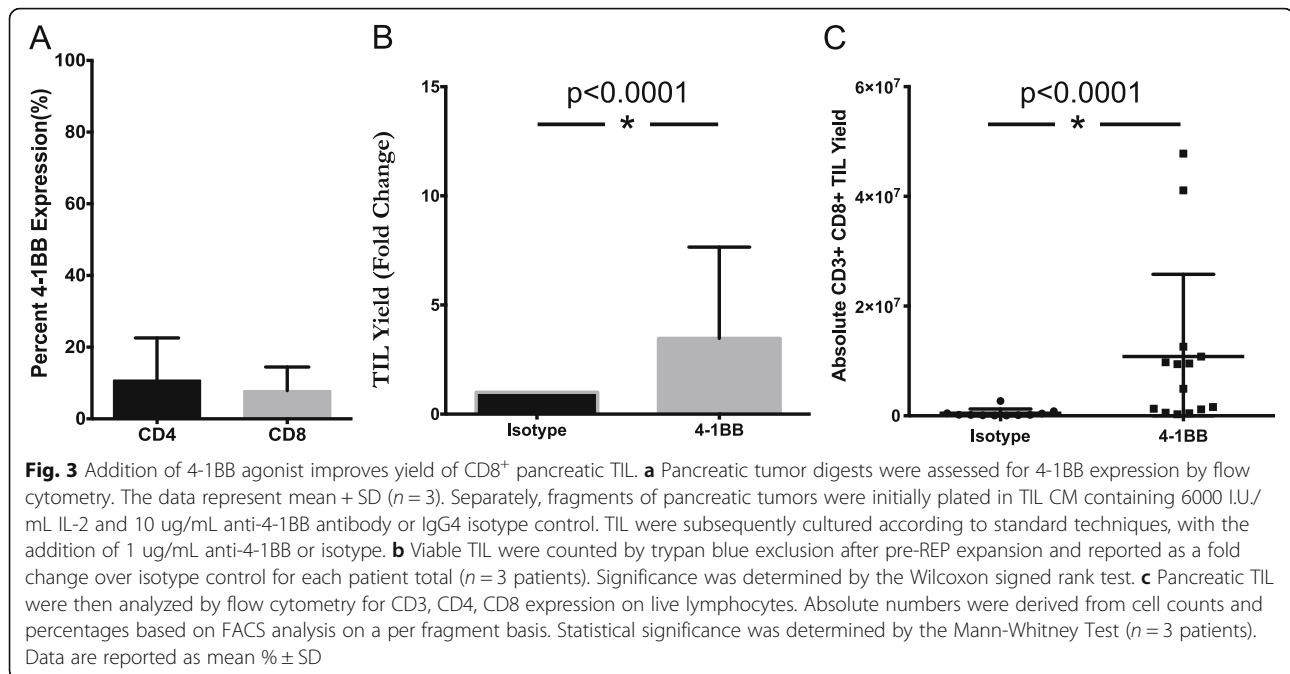 A
B
C
100
80
60
40
20
0
Percent 4-1BB Expression(%)
CD4
CD8
15
10
5
0
TIL Yield (Fold Change)
p<0.0001
*
Isotype
4-1BB
6×10⁷
4×10⁷
2×10⁷
0
Absolute CD3+ CD8+ TIL Yield
p<0.0001
*
Isotype
4-1BB
Fig. 3 Addition of 4-1BB agonist improves yield of CD8⁺ pancreatic TIL. a Pancreatic tumor digests were assessed for 4-1BB expression by flow
cytometry. The data represent mean + SD (n = 3). Separately, fragments of pancreatic tumors were initially plated in TIL CM containing 6000 I.U./
mL IL-2 and 10 ug/mL anti-4-1BB antibody or IgG4 isotype control. TIL were subsequently cultured according to standard techniques, with the
addition of 1 ug/mL anti-4-1BB or isotype. b Viable TIL were counted by trypan blue exclusion after pre-REP expansion and reported as a fold
change over isotype control for each patient total (n = 3 patients). Significance was determined by the Wilcoxon signed rank test. c Pancreatic TIL
were then analyzed by flow cytometry for CD3, CD4, CD8 expression on live lymphocytes. Absolute numbers were derived from cell counts and
percentages based on FACS analysis on a per fragment basis. Statistical significance was determined by the Mann-Whitney Test (n = 3 patients).
Data are reported as mean % ± SD